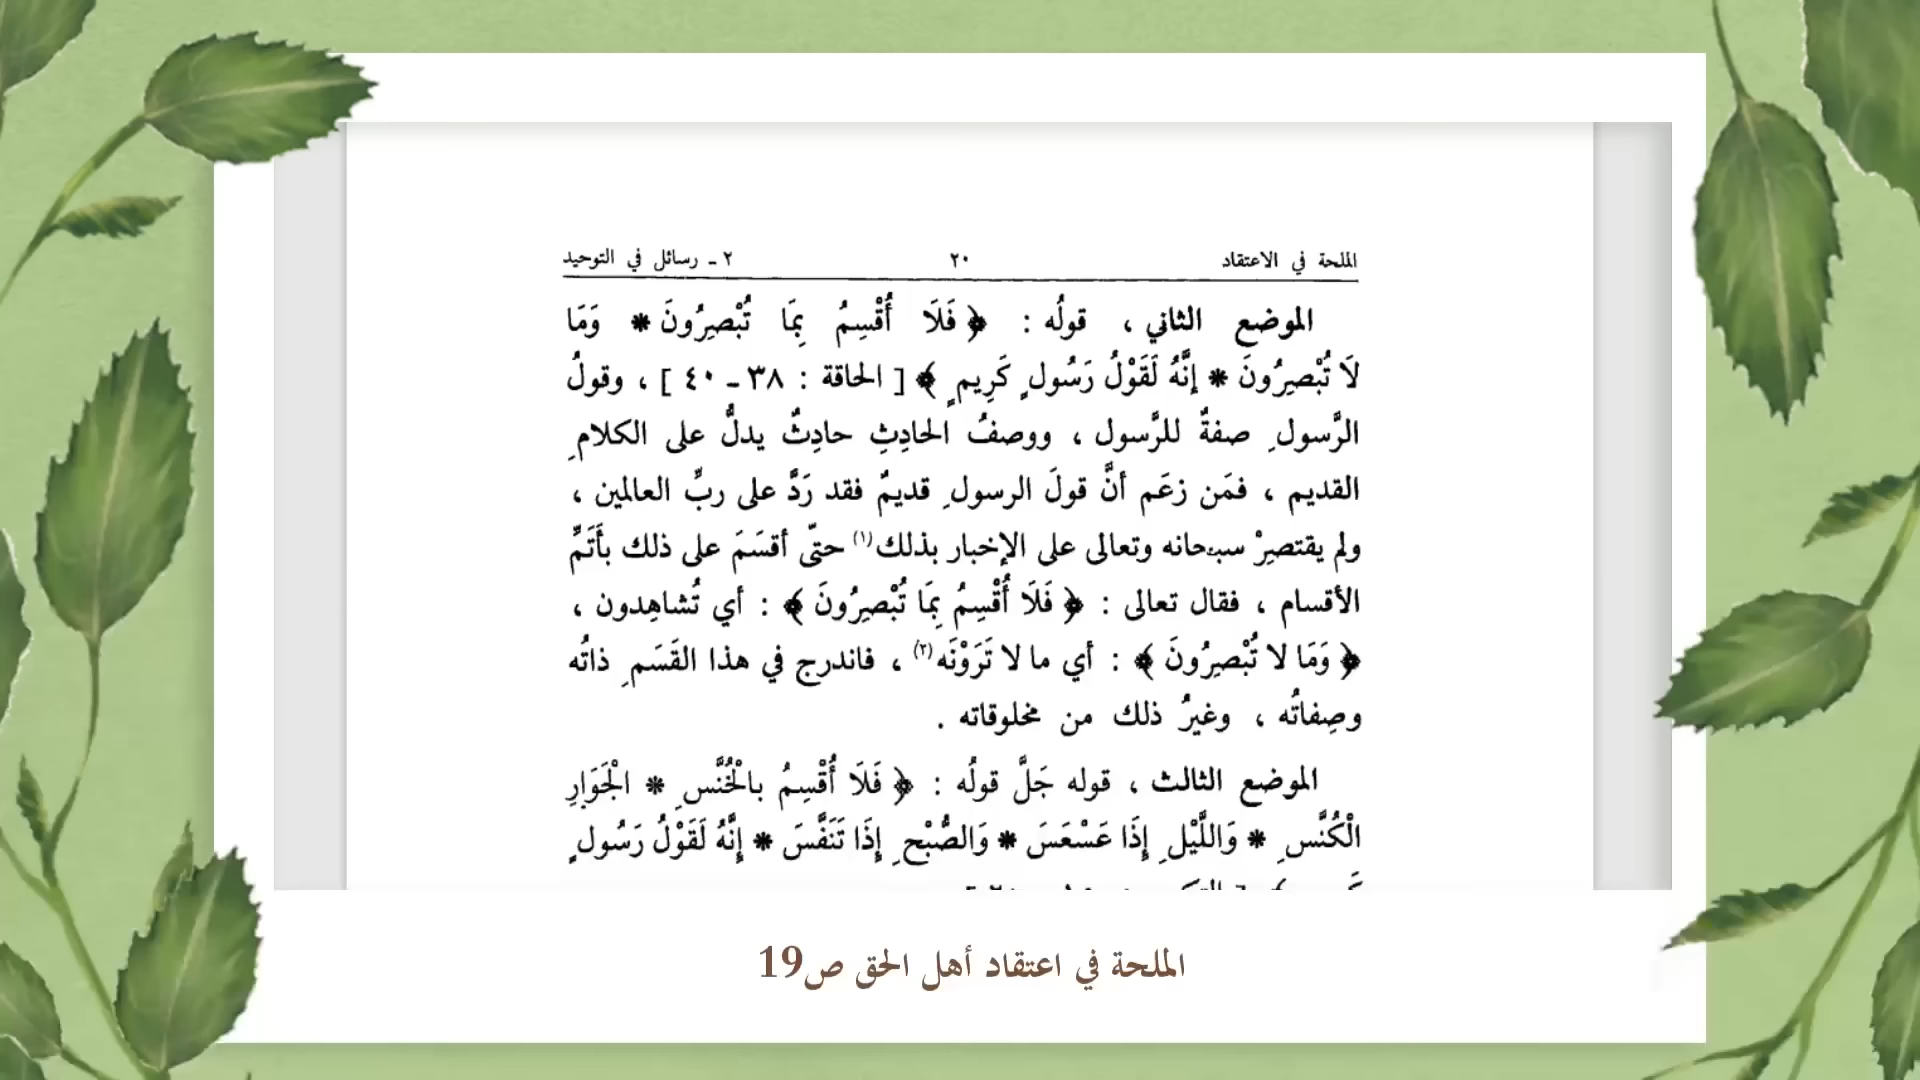 الملحة في الاعتقاد ٢٠ ٢ - رسائل في التوحيد
الموضع الثاني ، قولُه : ﴿ فَلَا أُقْسِمُ بِمَا تُبْصِرُونَ * وَمَا
لَا تُبْصِرُونَ * إِنَّهُ لَقَوْلُ رَسُولٍ كَرِيمٍ ﴾ [ الحاقة : ٣٨ - ٤٠ ] ، وقولُ
الرَّسولِ صفةٌ للرَّسول ، ووصفُ الحادِثِ حادِثٌ يدلُّ على الكلامِ
القديم ، فمَن زعَم أنَّ قولَ الرسولِ قديمٌ فقد رَدَّ على ربِّ العالمين ،
ولم يقتصِرْ سبحانه وتعالى على الإخبار بذلك(١) حتّى أقسَمَ على ذلك بأَتَمِّ
الأقسام ، فقال تعالى : ﴿ فَلَا أُقْسِمُ بِمَا تُبْصِرُونَ ﴾ : أي تُشاهِدون ،
﴿ وَمَا لا تُبْصِرُونَ ﴾ : أي ما لا تَرَوْنَه(٢) ، فاندرج في هذا القَسَمِ ذاتُه
وصِفاتُه ، وغيرُ ذلك من مخلوقاته .
الموضع الثالث ، قوله جَلَّ قولُه : ﴿ فَلَا أُقْسِمُ بالْخُنَّسِ * الْجَوَارِ
الْكُنَّسِ * وَاللَّيْلِ إِذَا عَسْعَسَ * وَالصُّبْحِ إِذَا تَنَفَّسَ * إِنَّهُ لَقَوْلُ رَسُولٍ
الملحة في اعتقاد أهل الحق ص19